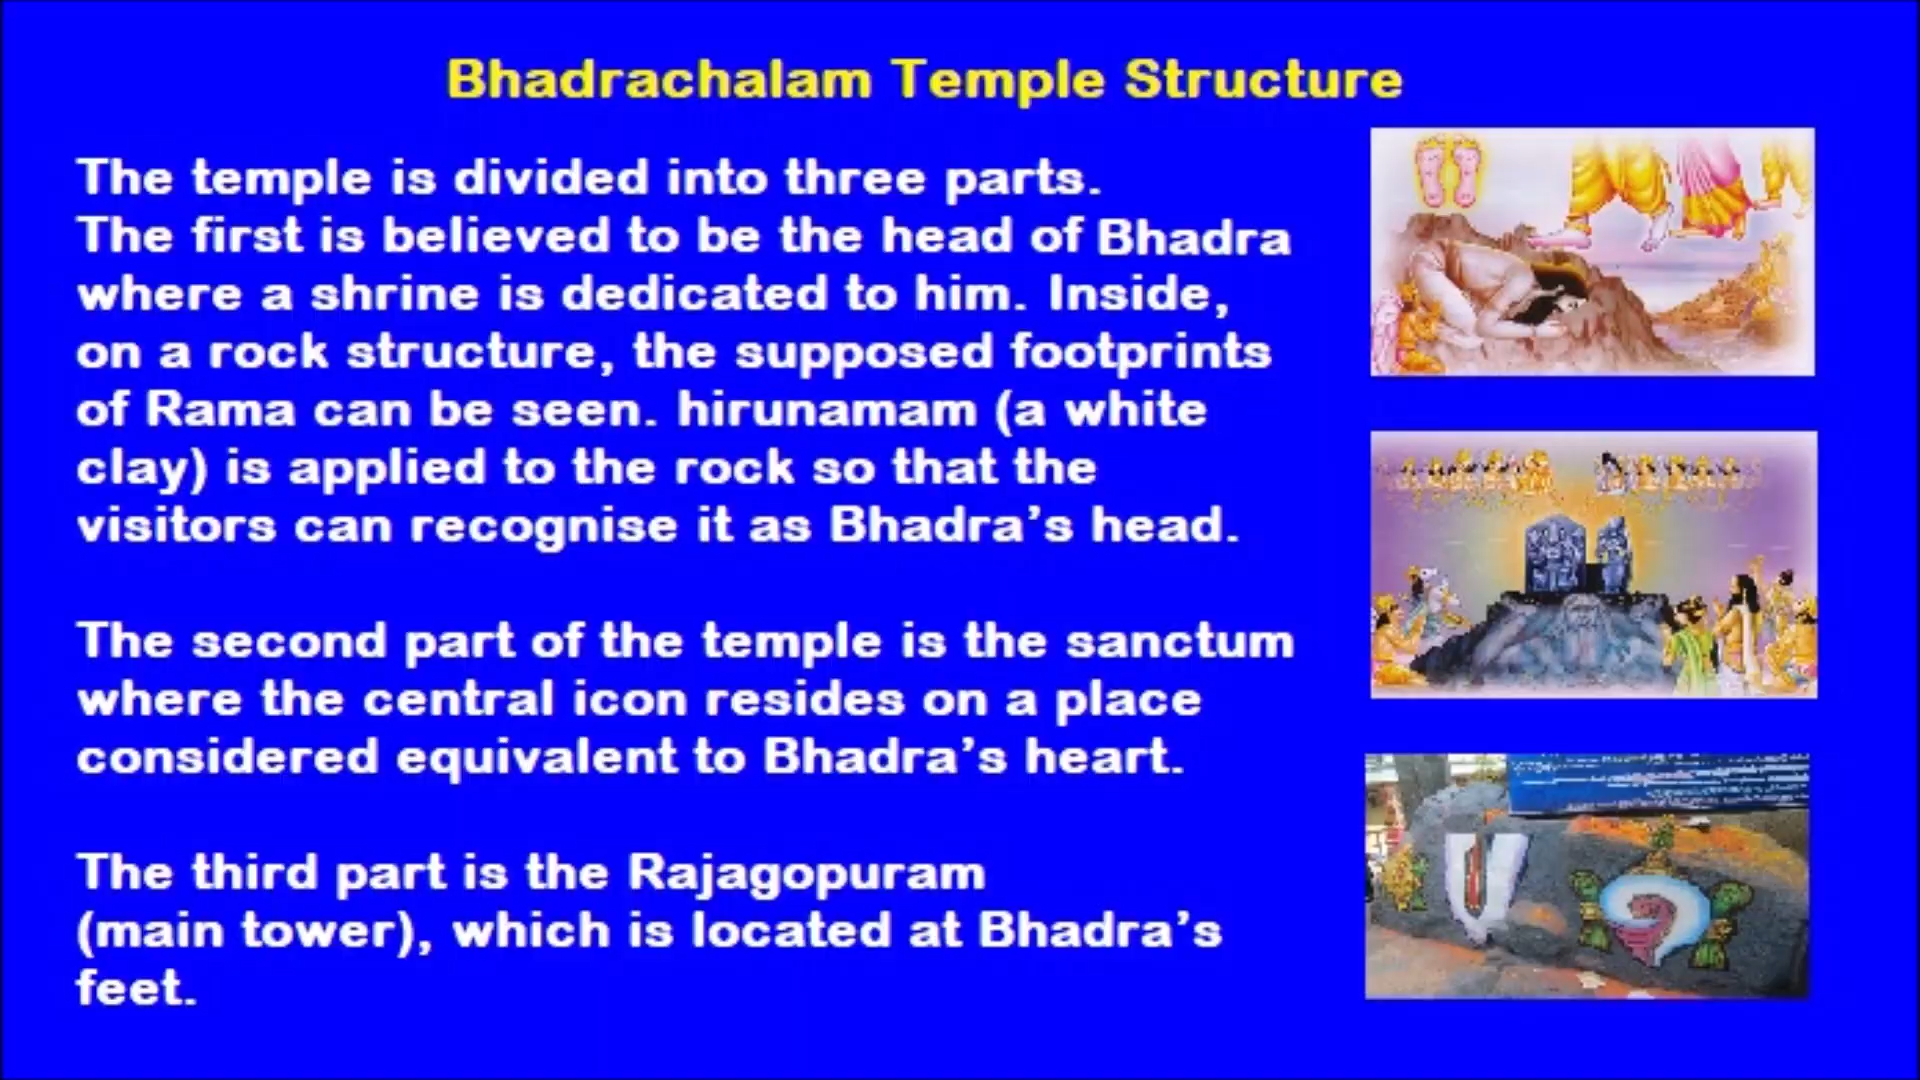 Bhadrachalam Temple Structure
The temple is divided into three parts.
The first is believed to be the head of Bhadra
where a shrine is dedicated to him. Inside,
on a rock structure, the supposed footprints
of Rama can be seen. hirunamam (a white
clay) is applied to the rock so that the
visitors can recognise it as Bhadra’s head.
The second part of the temple is the sanctum
where the central icon resides on a place
considered equivalent to Bhadra’s heart.
The third part is the Rajagopuram
(main tower), which is located at Bhadra’s
feet.